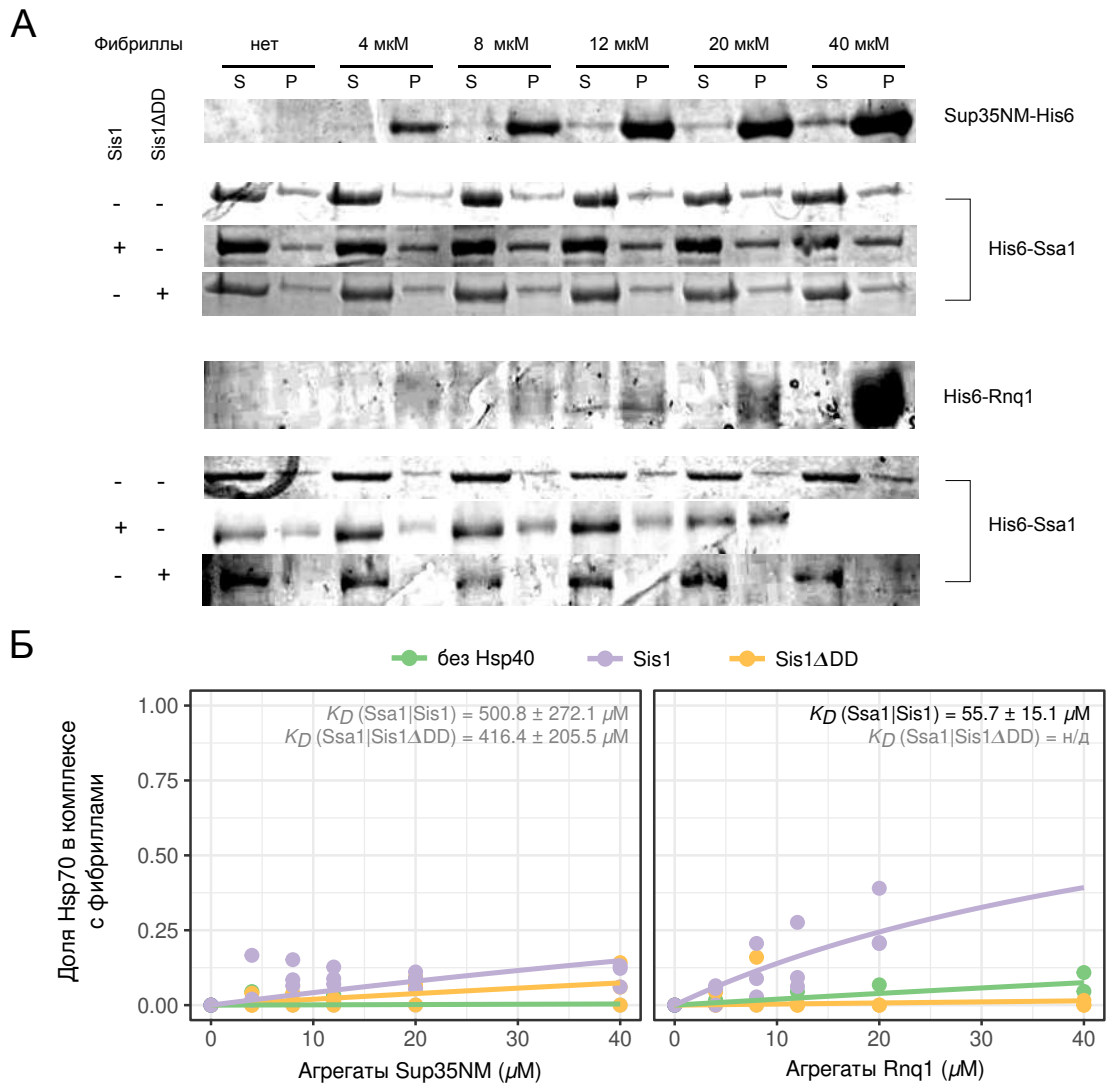 А
Фибриллы нет 4 мкМ 8 мкМ 12 мкМ 20 мкМ 40 мкМ
S P S P S P S P S P S P
Sis1 Sis1ΔDD
Sup35NM-His6
- -
+ -
- +
His6-Ssa1
His6-Rnq1
- -
+ -
- +
His6-Ssa1
Б
без Hsp40 Sis1 Sis1ΔDD
Доля Hsp70 в комплексе
с фибриллами
1.00
0.75
0.50
0.25
0.00
K_D (Ssa1|Sis1) = 500.8 ± 272.1 μM
K_D (Ssa1|Sis1ΔDD) = 416.4 ± 205.5 μM
0 10 20 30 40
Агрегаты Sup35NM (μM)
K_D (Ssa1|Sis1) = 55.7 ± 15.1 μM
K_D (Ssa1|Sis1ΔDD) = н/д
0 10 20 30 40
Агрегаты Rnq1 (μM)